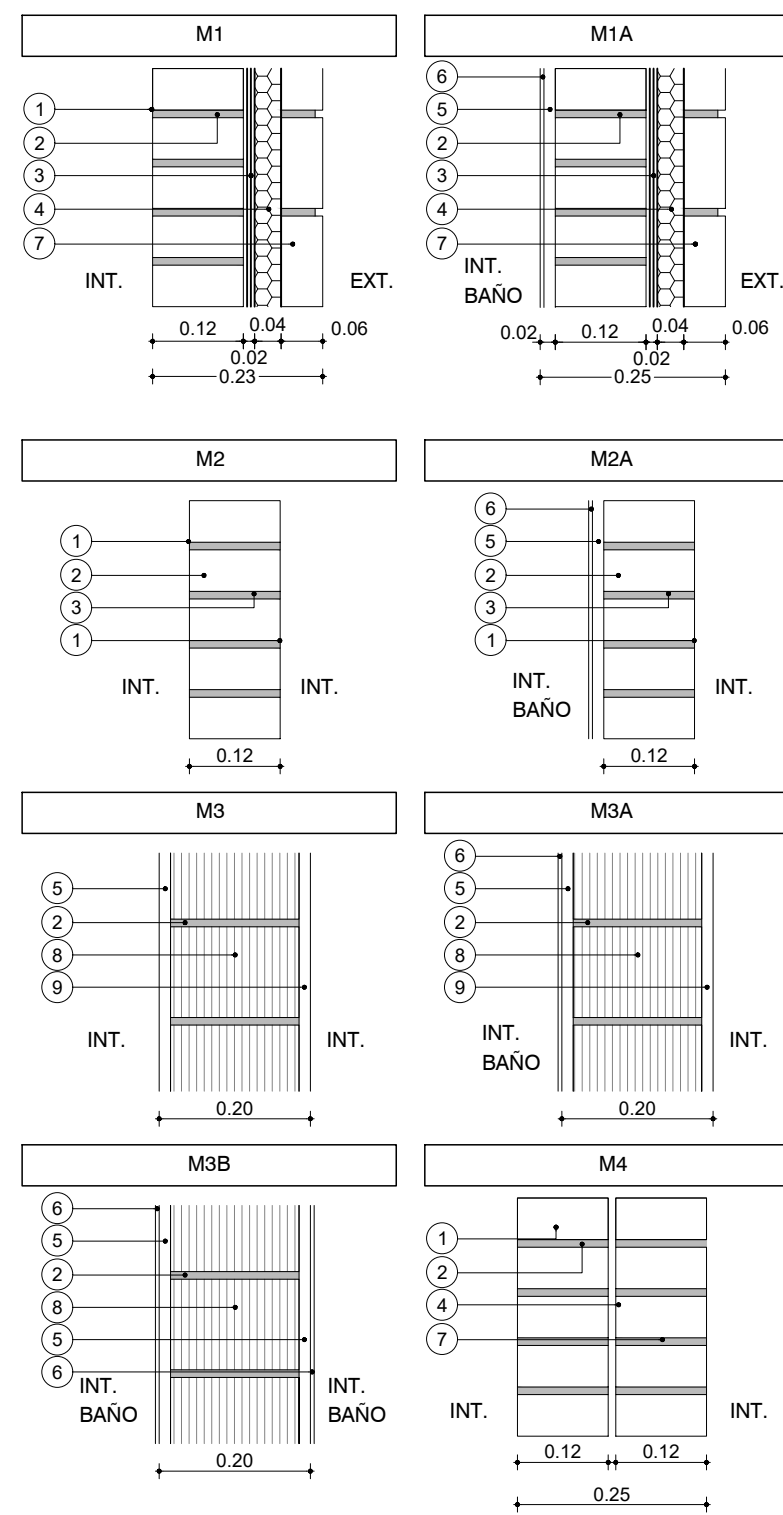 M1
1
2
3
4
7
INT.
EXT.
0.12
0.04
0.06
0.02
0.23
M1A
6
5
2
3
4
7
INT.
BAÑO
EXT.
0.02
0.12
0.04
0.06
0.02
0.25
M2
1
2
3
1
INT.
INT.
0.12
M2A
6
5
2
3
1
INT.
BAÑO
INT.
0.12
M3
5
2
8
9
INT.
INT.
0.20
M3A
6
5
2
8
9
INT.
BAÑO
INT.
0.20
M3B
6
5
2
8
5
6
INT.
BAÑO
INT.
BAÑO
0.20
M4
1
2
4
7
INT.
INT.
0.12
0.12
0.25